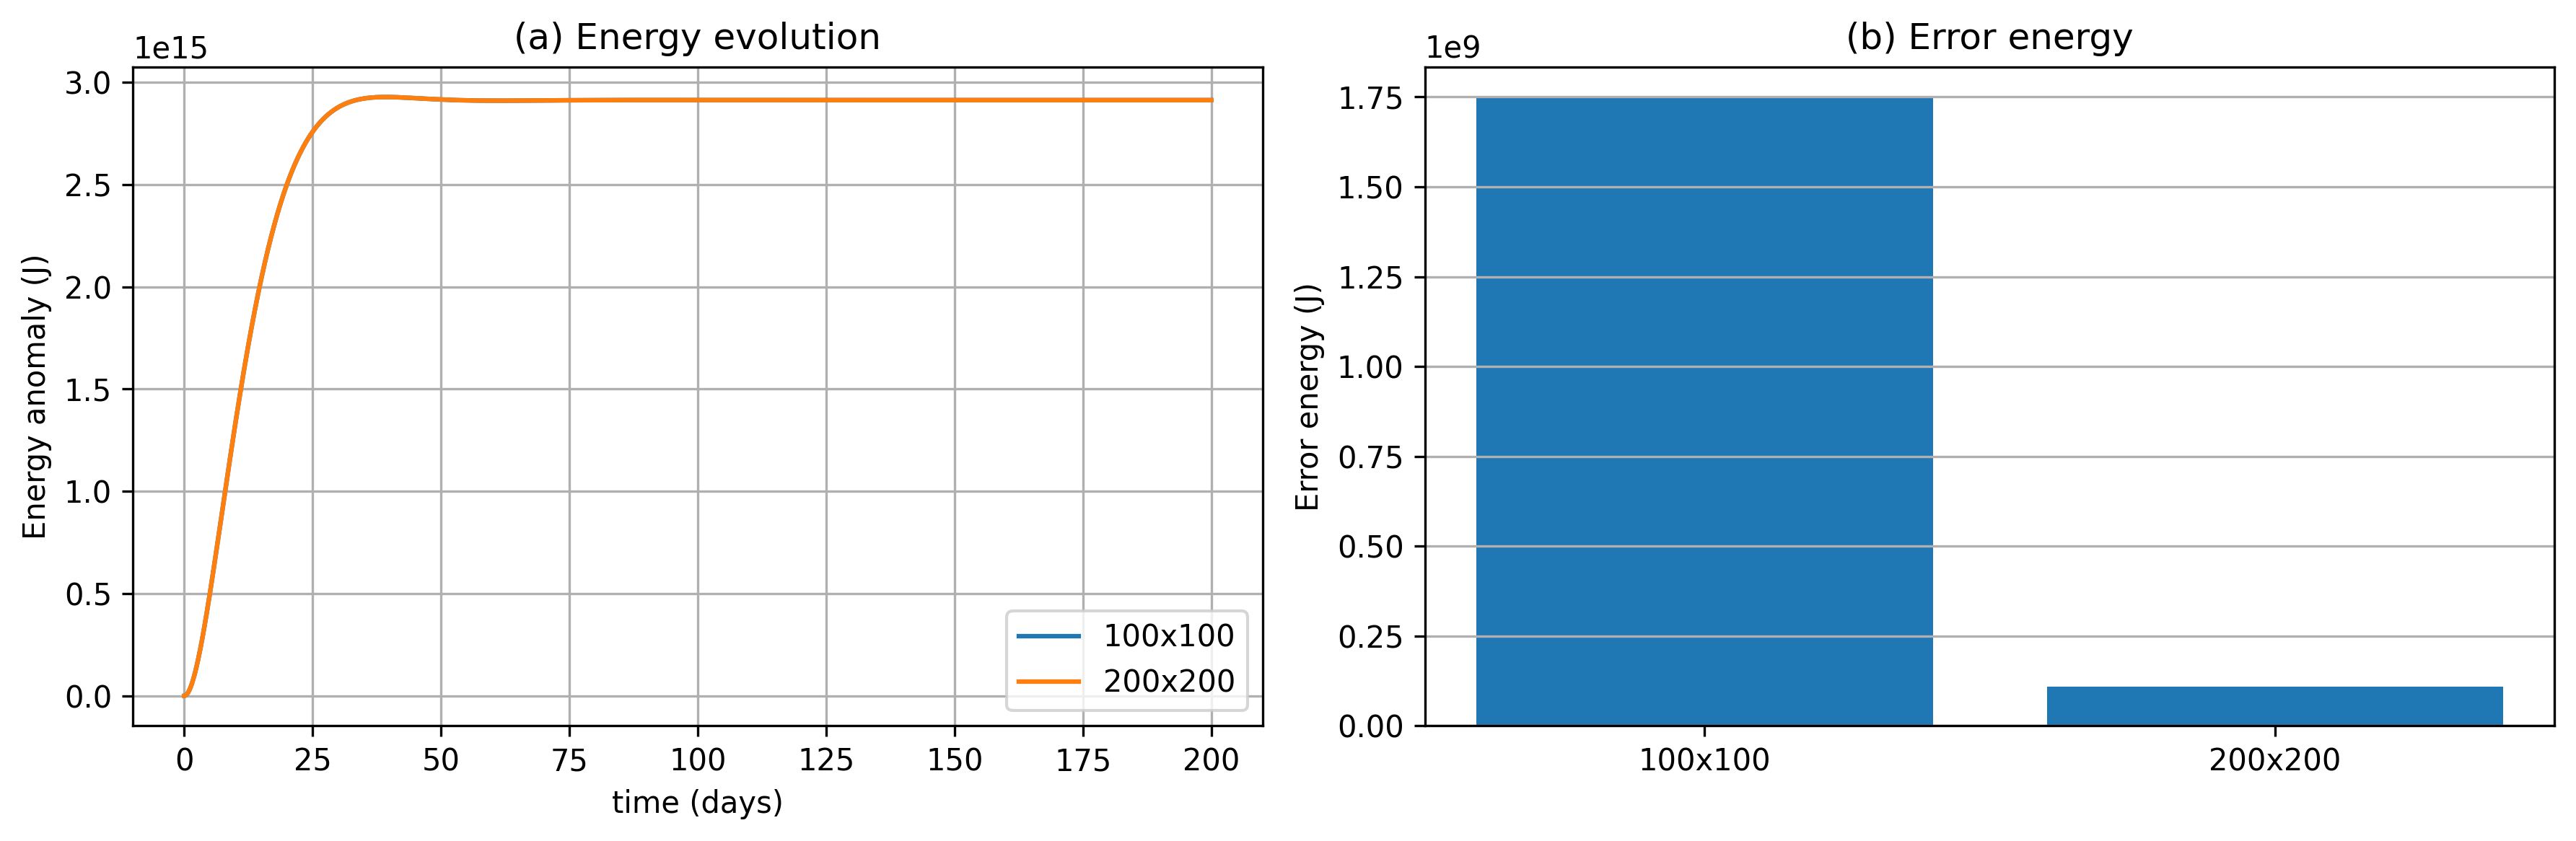 (a) Energy evolution
1e15
Energy anomaly (J)
3.0
2.5
2.0
1.5
1.0
0.5
0.0
0 25 50 75 100 125 150 175 200
time (days)
100x100
200x200
(b) Error energy
1e9
Error energy (J)
1.75
1.50
1.25
1.00
0.75
0.50
0.25
0.00
100x100 200x200